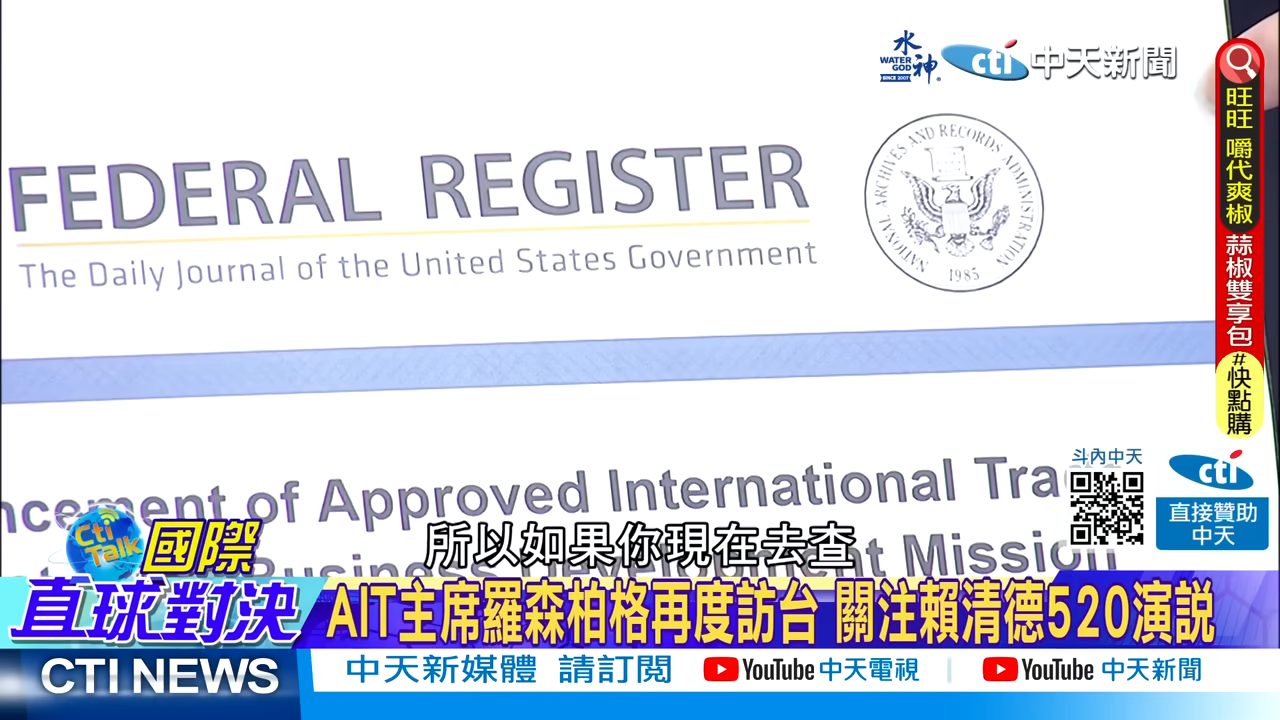 水神
WATER GOD
SINCE 2007
cti 中天新聞
旺旺 嚼代爽椒 蒜椒雙享包 #快點購
FEDERAL REGISTER
The Daily Journal of the United States Government
NATIONAL ARCHIVES AND RECORDS ADMINISTRATION
1985
ncement of Approved International Tra
Business Development Mission
斗內中天
cti
直接贊助
中天
所以如果你現在去查
Cti Talk
國際
直球對決
AIT主席羅森柏格再度訪台 關注賴清德520演説
CTI NEWS
中天新媒體 請訂閱 YouTube 中天電視 | YouTube 中天新聞